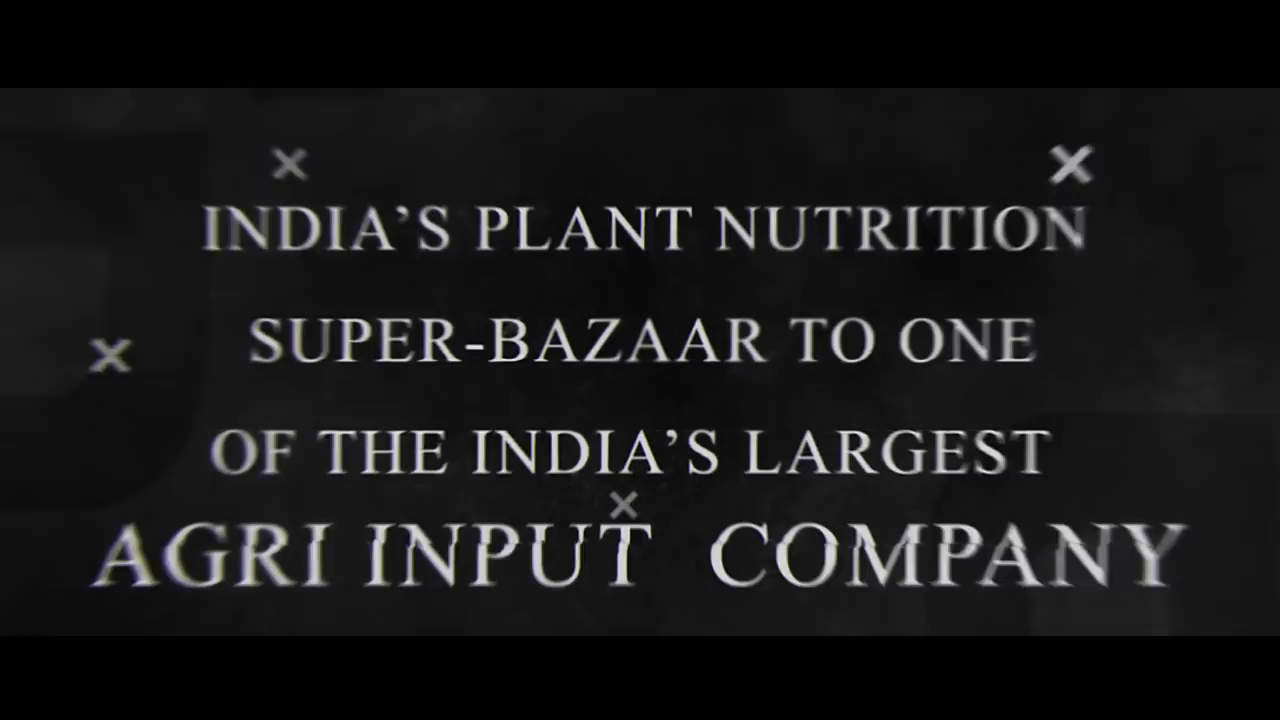 INDIA’S PLANT NUTRITION
SUPER-BAZAAR TO ONE
OF THE INDIA’S LARGEST
AGRI INPUT COMPANY